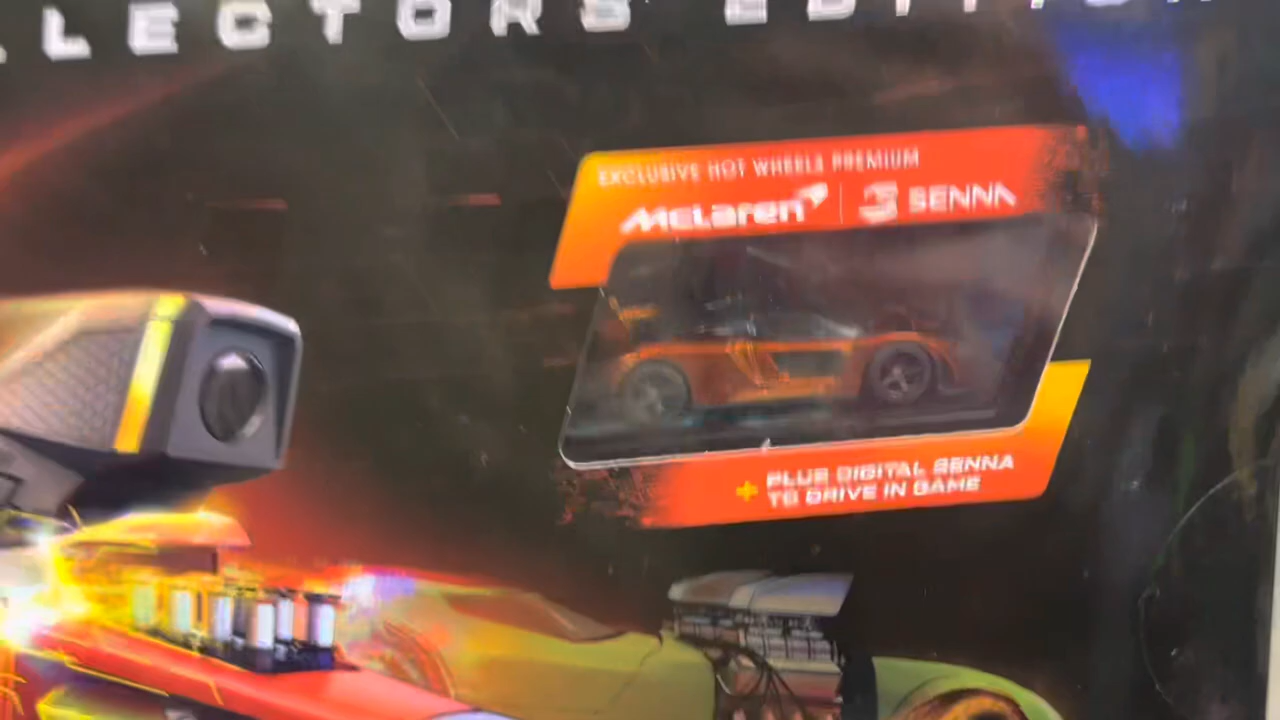 LECTORS EDITION
EXCLUSIVE HOT WHEELS PREMIUM
McLaren | SENNA
+ PLUS DIGITAL SENNA
TO DRIVE IN GAME